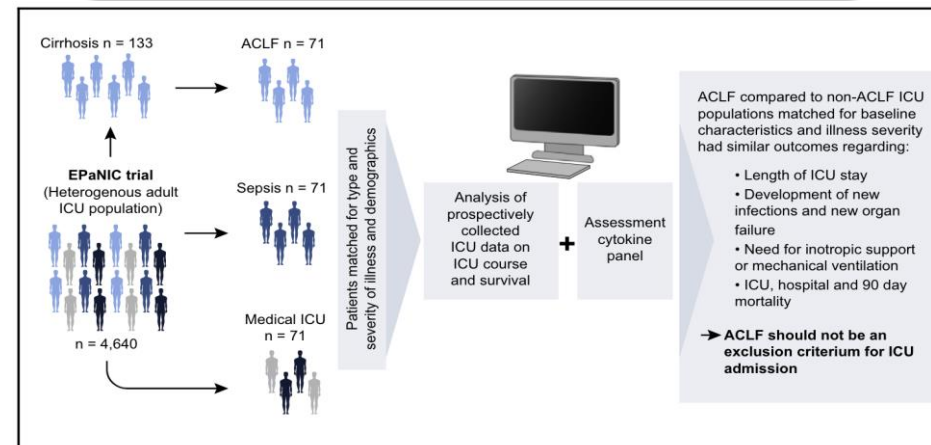 Cirrhosis n = 133
ACLF n = 71
EPaNIC trial
(Heterogenous adult
ICU population)
n = 4,640
Sepsis n = 71
Medical ICU
n = 71
Patients matched for type and
severity of illness and demographics
Analysis of
prospectively
collected
ICU data on
ICU course
and survival
+
Assessment
cytokine
panel
ACLF compared to non-ACLF ICU
populations matched for baseline
characteristics and illness severity
had similar outcomes regarding:
• Length of ICU stay
• Development of new
infections and new organ
failure
• Need for inotropic support
or mechanical ventilation
• ICU, hospital and 90 day
mortality
ACLF should not be an
exclusion criterium for ICU
admission